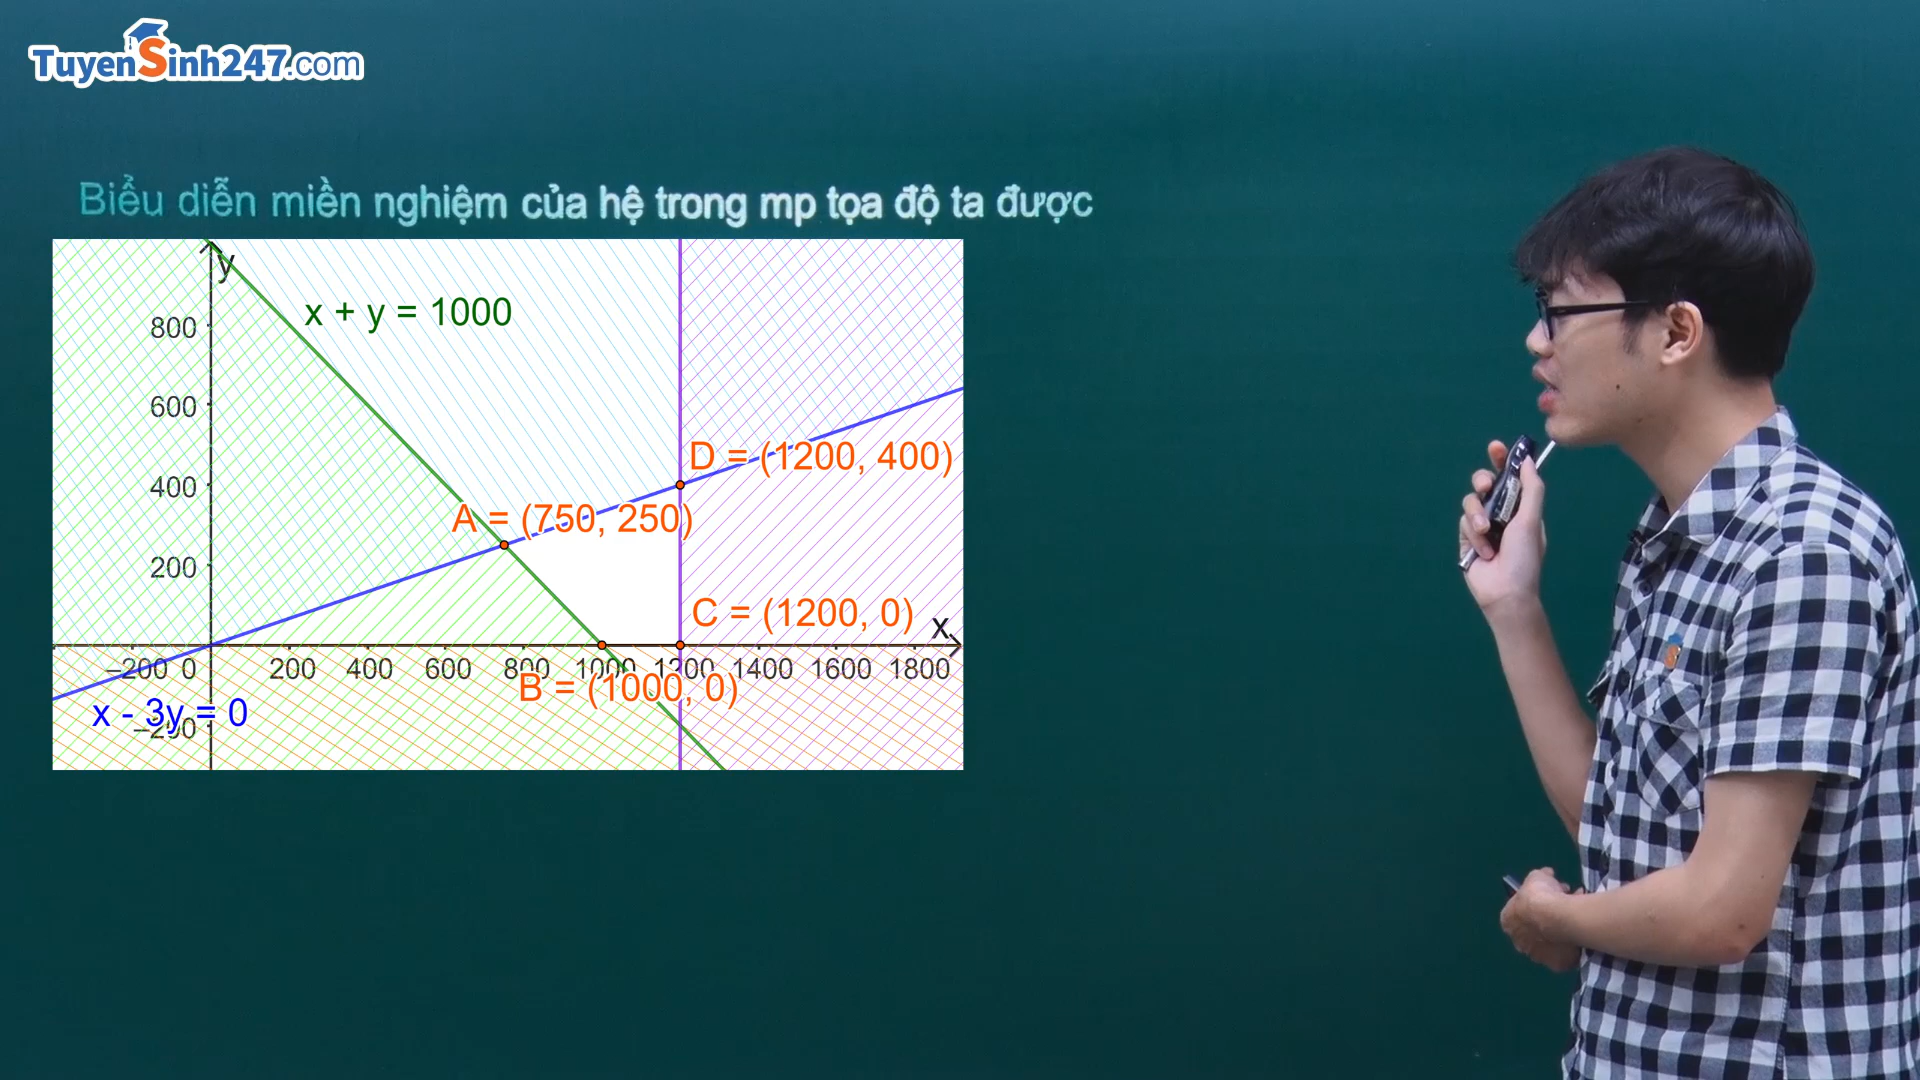 TuyenSinh247.com
Biểu diễn miền nghiệm của hệ trong mp tọa độ ta được
y
x + y = 1000
800
600
D = (1200, 400)
400
A = (750, 250)
200
C = (1200, 0)
x
–200 0 200 400 600 800 1000 1200 1400 1600 1800
B = (1000, 0)
x - 3y = 0
–200